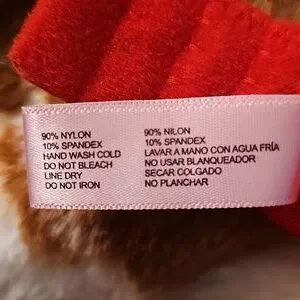 90% NYLON
10% SPANDEX
HAND WASH COLD
DO NOT BLEACH
LINE DRY
DO NOT IRON
90% NILON
10% SPANDEX
LAVAR A MANO CON AGUA FRÍA
NO USAR BLANQUEADOR
SECAR COLGADO
NO PLANCHAR